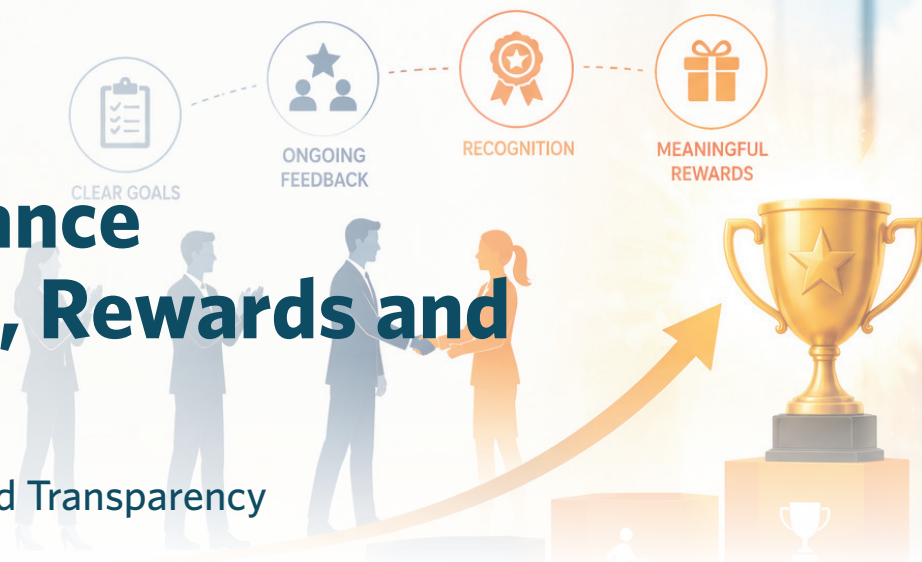 CLEAR GOALS
ONGOING
FEEDBACK
RECOGNITION
MEANINGFUL
REWARDS
ance
, Rewards and
d Transparency